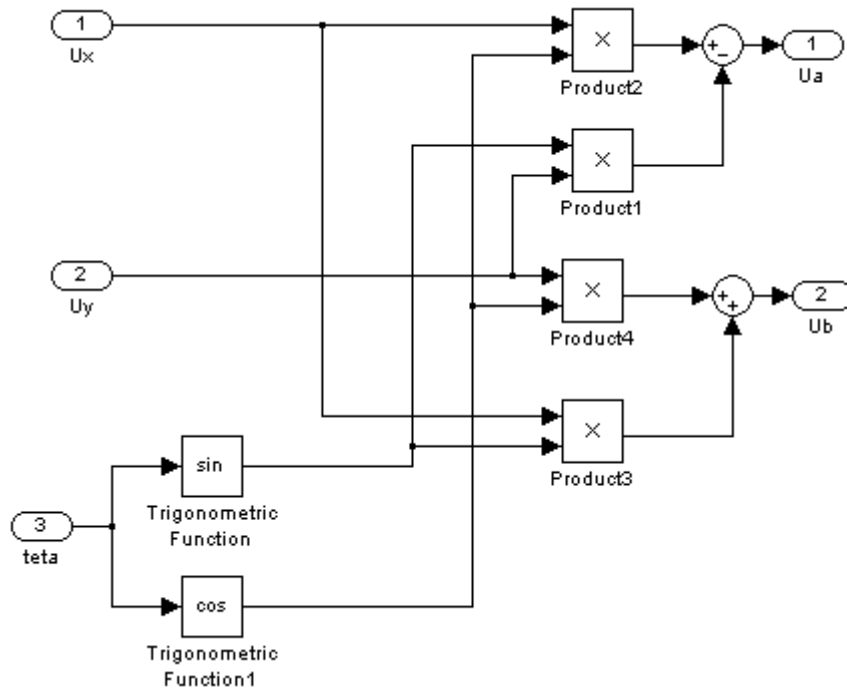 1
Ux
×
Product2
+
−
1
Ua
×
Product1
2
Uy
×
Product4
+
+
2
Ub
×
Product3
sin
Trigonometric
Function
3
teta
cos
Trigonometric
Function1